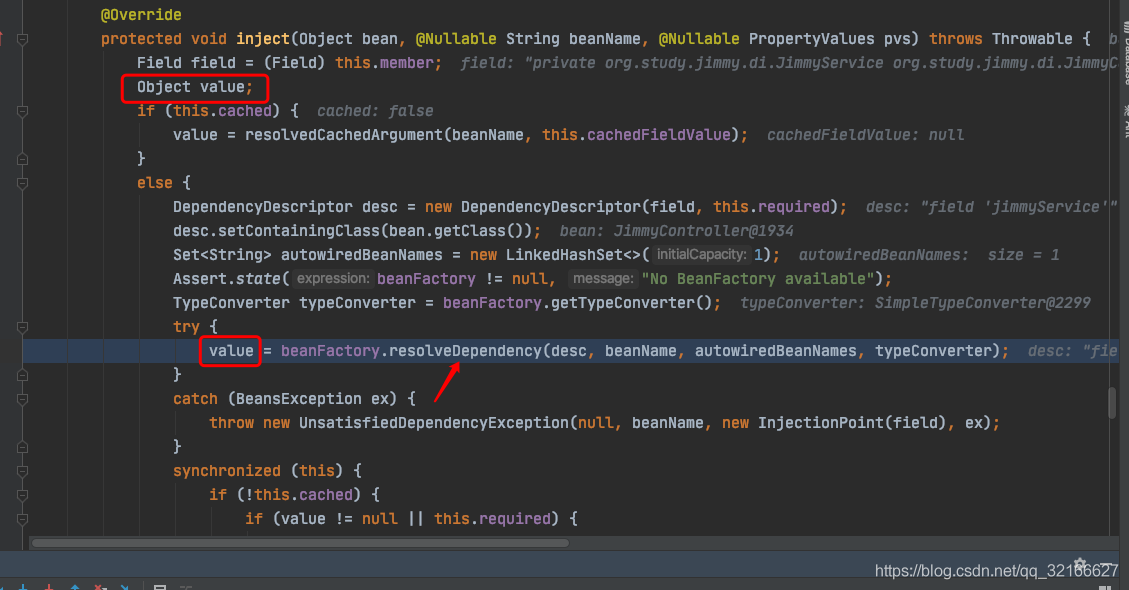 @Override
protected void inject(Object bean, @Nullable String beanName, @Nullable PropertyValues pvs) throws Throwable {
Field field = (Field) this.member;  field: "private org.study.jimmy.di.JimmyService org.study.jimmy.di.JimmyC
Object value;
if (this.cached) {  cached: false
value = resolvedCachedArgument(beanName, this.cachedFieldValue);  cachedFieldValue: null
}
else {
DependencyDescriptor desc = new DependencyDescriptor(field, this.required);  desc: "field 'jimmyService'"
desc.setContainingClass(bean.getClass());  bean: JimmyController@1934
Set<String> autowiredBeanNames = new LinkedHashSet<>( initialCapacity: 1);  autowiredBeanNames:  size = 1
Assert.state( expression: beanFactory != null,  message: "No BeanFactory available");
TypeConverter typeConverter = beanFactory.getTypeConverter();  typeConverter: SimpleTypeConverter@2299
try {
value = beanFactory.resolveDependency(desc, beanName, autowiredBeanNames, typeConverter);  desc: "fie
}
catch (BeansException ex) {
throw new UnsatisfiedDependencyException(null, beanName, new InjectionPoint(field), ex);
}
synchronized (this) {
if (!this.cached) {
if (value != null || this.required) {
Database
Ant
https://blog.csdn.net/qq_32166627